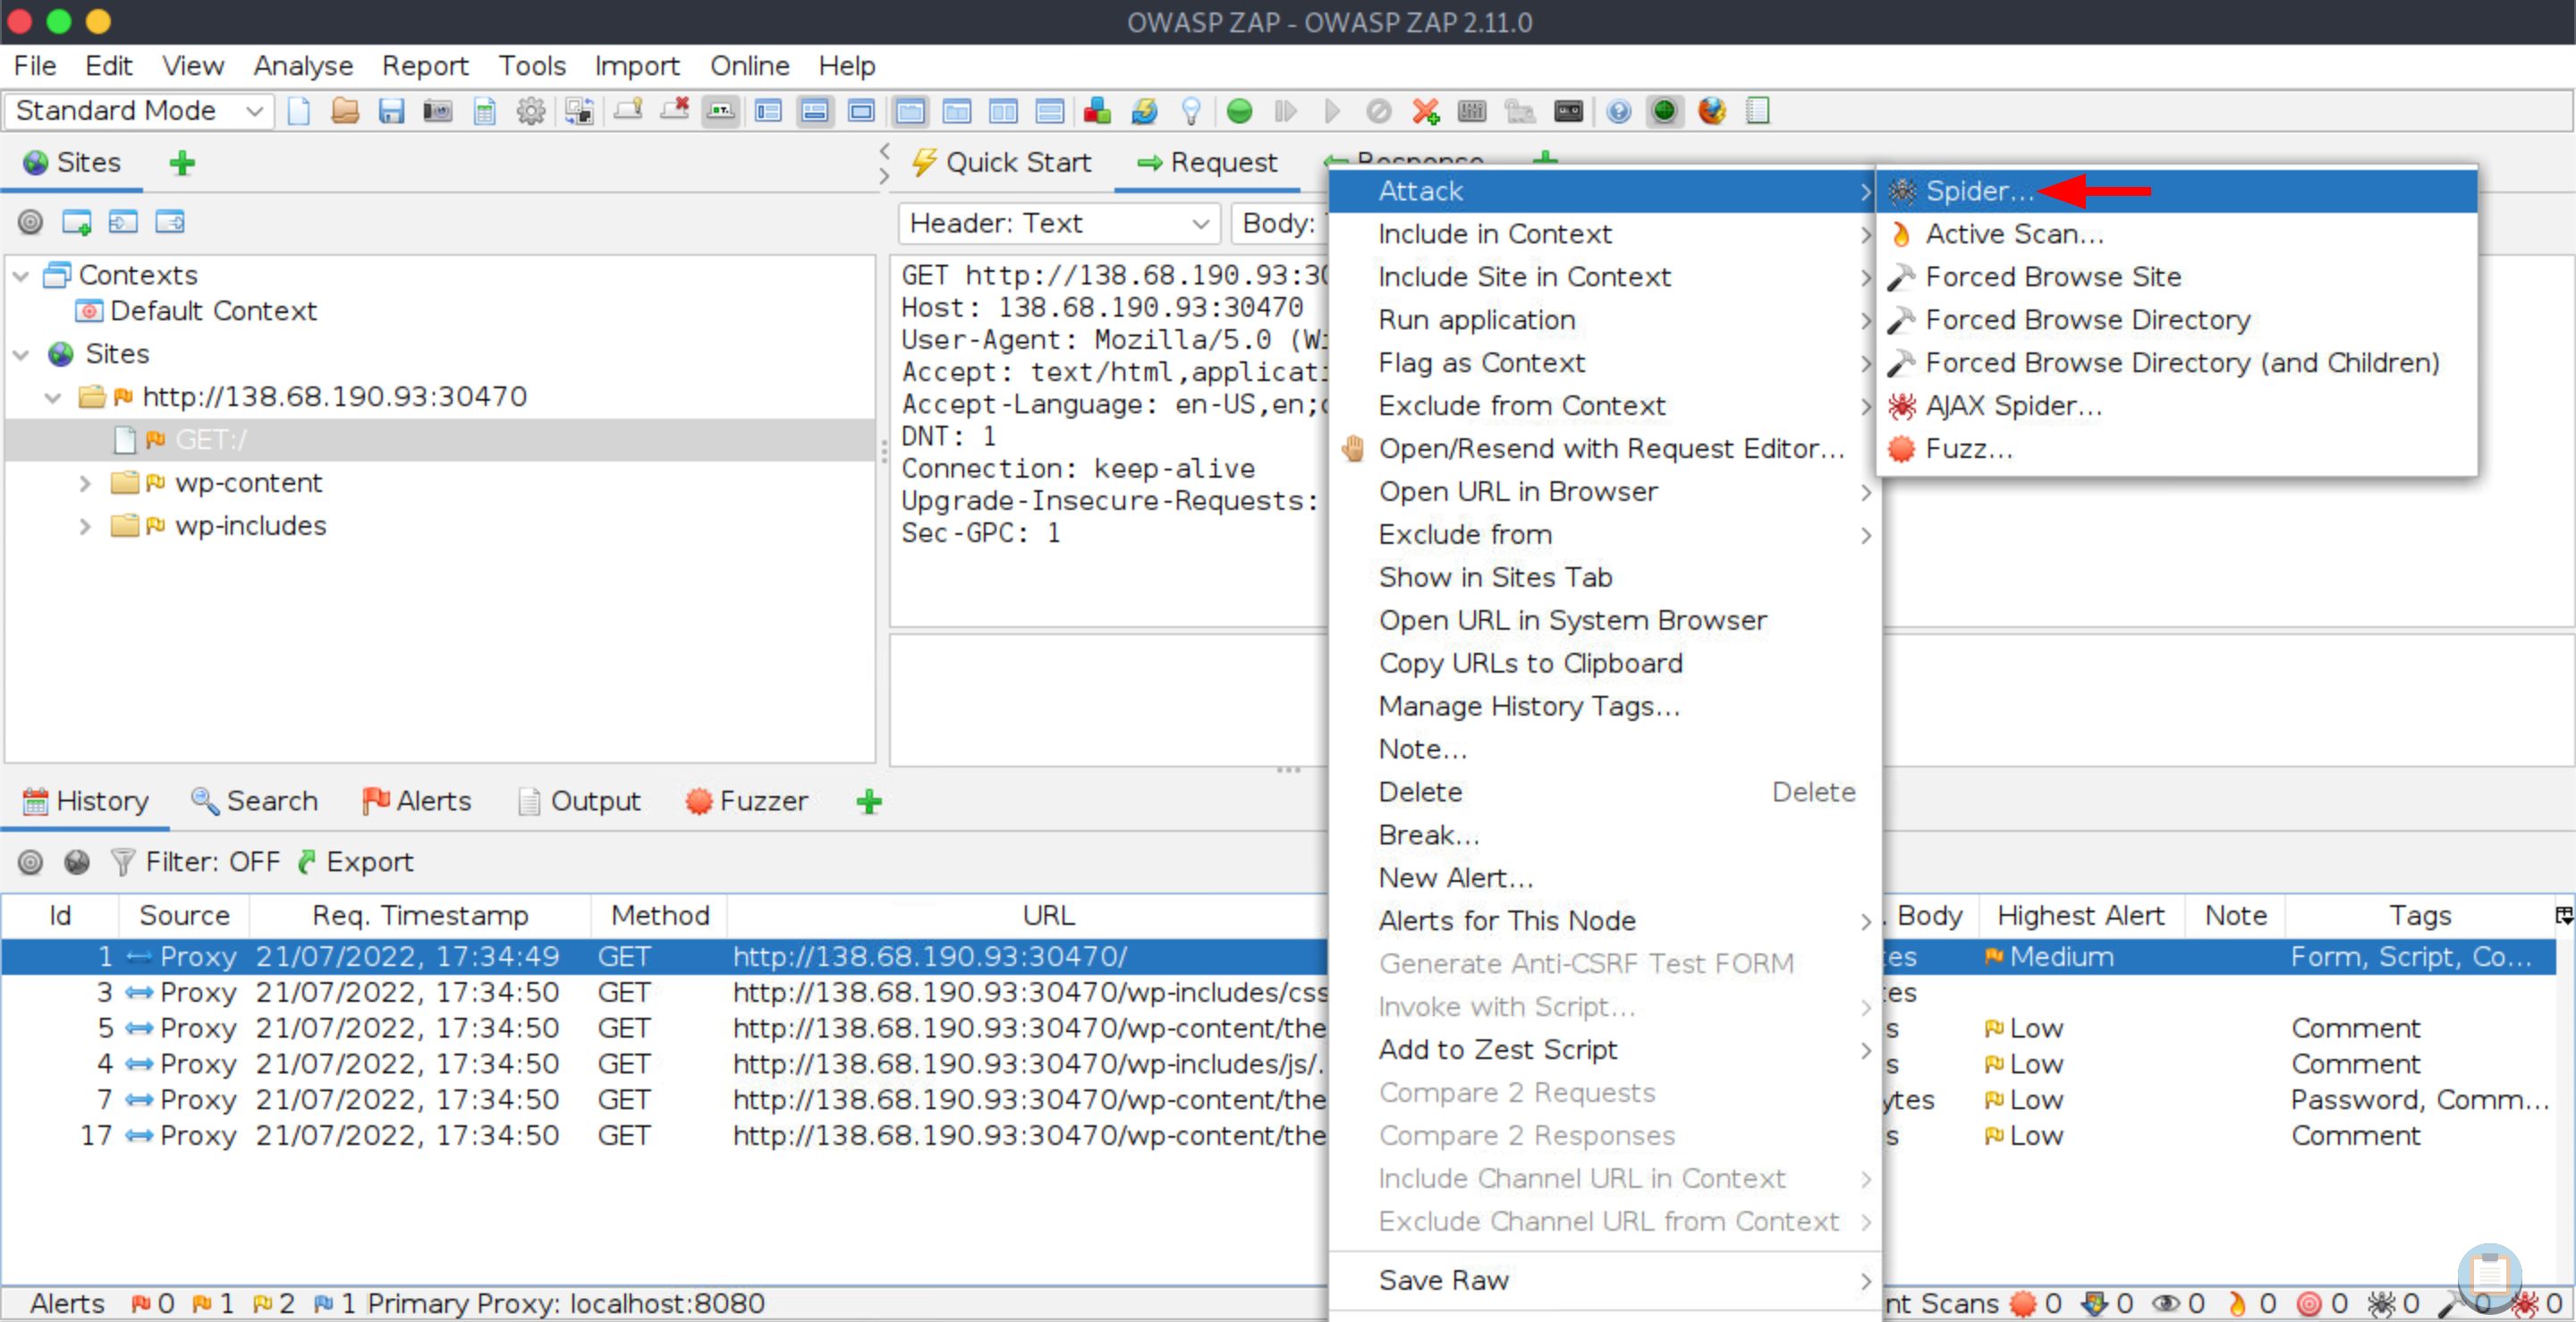 OWASP ZAP - OWASP ZAP 2.11.0
File Edit View Analyse Report Tools Import Online Help
Standard Mode
Sites
Quick Start Request Response
Header: Text Body:
Contexts
Default Context
Sites
http://138.68.190.93:30470
GET:/
wp-content
wp-includes
GET http://138.68.190.93:30
Host: 138.68.190.93:30470
User-Agent: Mozilla/5.0 (Wi
Accept: text/html,applicati
Accept-Language: en-US,en;
DNT: 1
Connection: keep-alive
Upgrade-Insecure-Requests:
Sec-GPC: 1
Attack
Include in Context
Include Site in Context
Run application
Flag as Context
Exclude from Context
Open/Resend with Request Editor...
Open URL in Browser
Exclude from
Show in Sites Tab
Open URL in System Browser
Copy URLs to Clipboard
Manage History Tags...
Note...
Delete Delete
Break...
New Alert...
Alerts for This Node
Generate Anti-CSRF Test FORM
Invoke with Script...
Add to Zest Script
Compare 2 Requests
Compare 2 Responses
Include Channel URL in Context
Exclude Channel URL from Context
Save Raw
Spider...
Active Scan...
Forced Browse Site
Forced Browse Directory
Forced Browse Directory (and Children)
AJAX Spider...
Fuzz...
History Search Alerts Output Fuzzer
Filter: OFF Export
Id Source Req. Timestamp Method URL . Body Highest Alert Note Tags
1 Proxy 21/07/2022, 17:34:49 GET http://138.68.190.93:30470/ es Medium Form, Script, Co...
3 Proxy 21/07/2022, 17:34:50 GET http://138.68.190.93:30470/wp-includes/css tes
5 Proxy 21/07/2022, 17:34:50 GET http://138.68.190.93:30470/wp-content/the s Low Comment
4 Proxy 21/07/2022, 17:34:50 GET http://138.68.190.93:30470/wp-includes/js/. s Low Comment
7 Proxy 21/07/2022, 17:34:50 GET http://138.68.190.93:30470/wp-content/the ytes Low Password, Comm...
17 Proxy 21/07/2022, 17:34:50 GET http://138.68.190.93:30470/wp-content/the s Low Comment
Alerts 0 1 2 1 Primary Proxy: localhost:8080 nt Scans 0 0 0 0 0 0 0 0